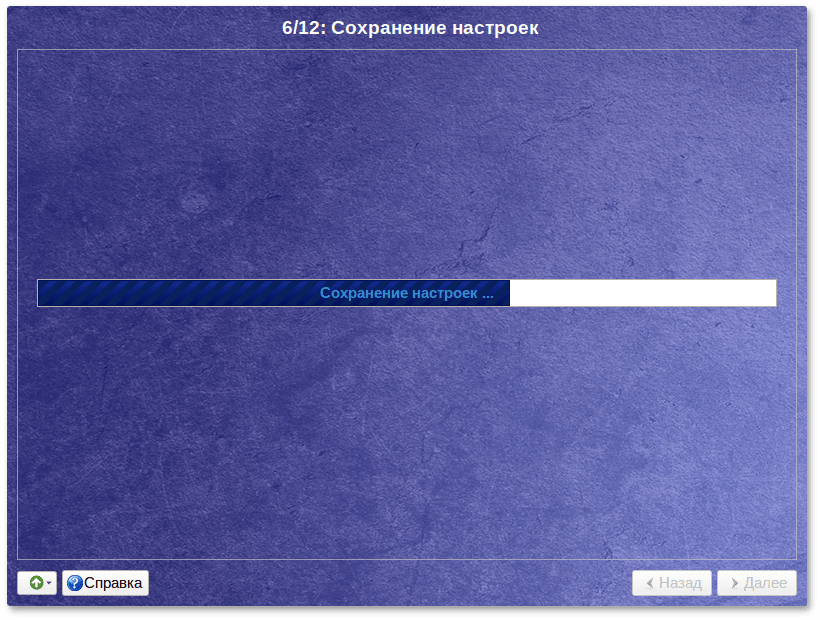 6/12: Сохранение настроек
Сохранение настроек ...
Справка
Назад
Далее